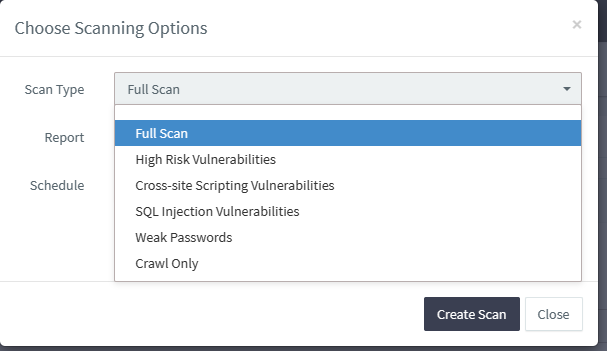 Choose Scanning Options
×
Scan Type
Full Scan
Report
Full Scan
High Risk Vulnerabilities
Schedule
Cross-site Scripting Vulnerabilities
SQL Injection Vulnerabilities
Weak Passwords
Crawl Only
Create Scan
Close